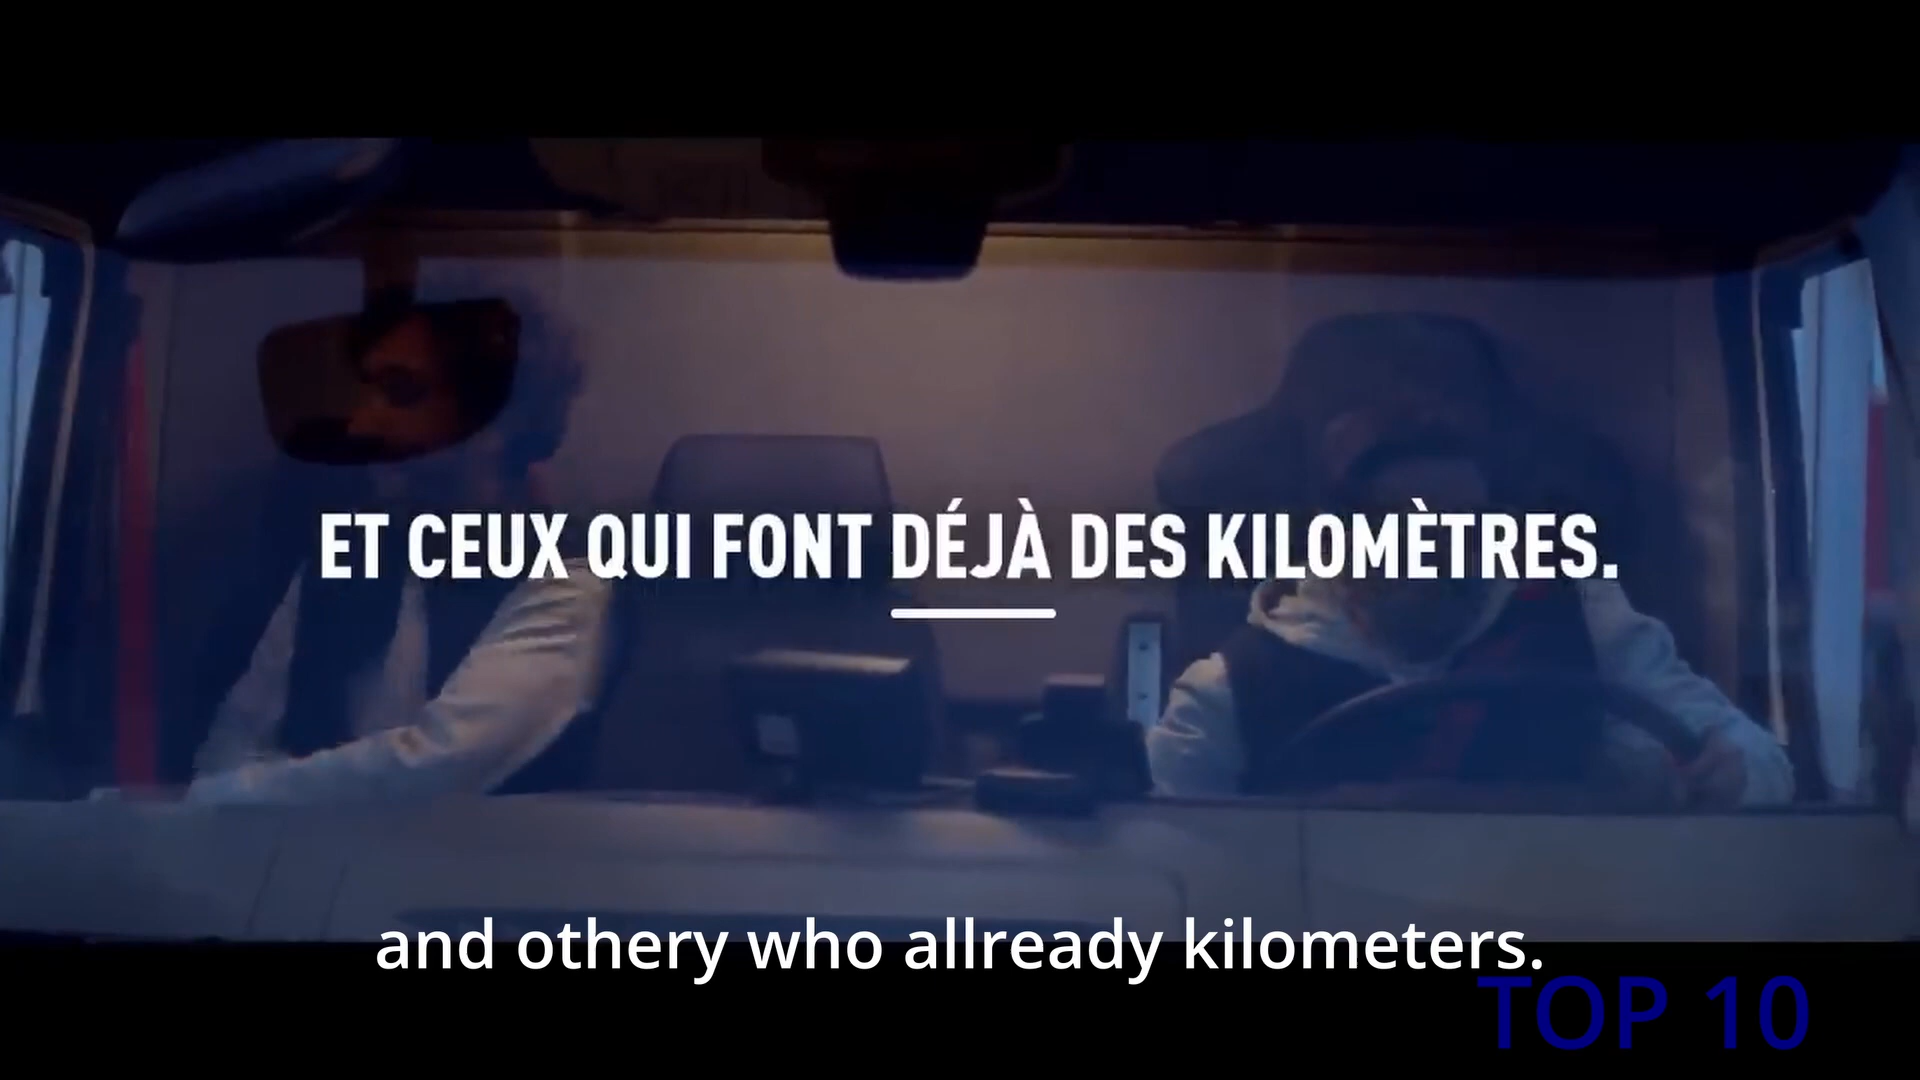 ET CEUX QUI FONT DÉJÀ DES KILOMÈTRES.
and othery who allready kilometers.
TOP 10